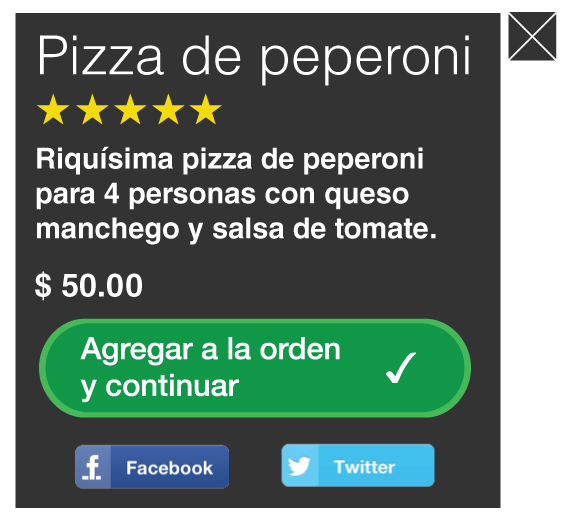 Pizza de peperoni
Riquísima pizza de peperoni
para 4 personas con queso
manchego y salsa de tomate.
$ 50.00
Agregar a la orden
y continuar
Facebook
Twitter